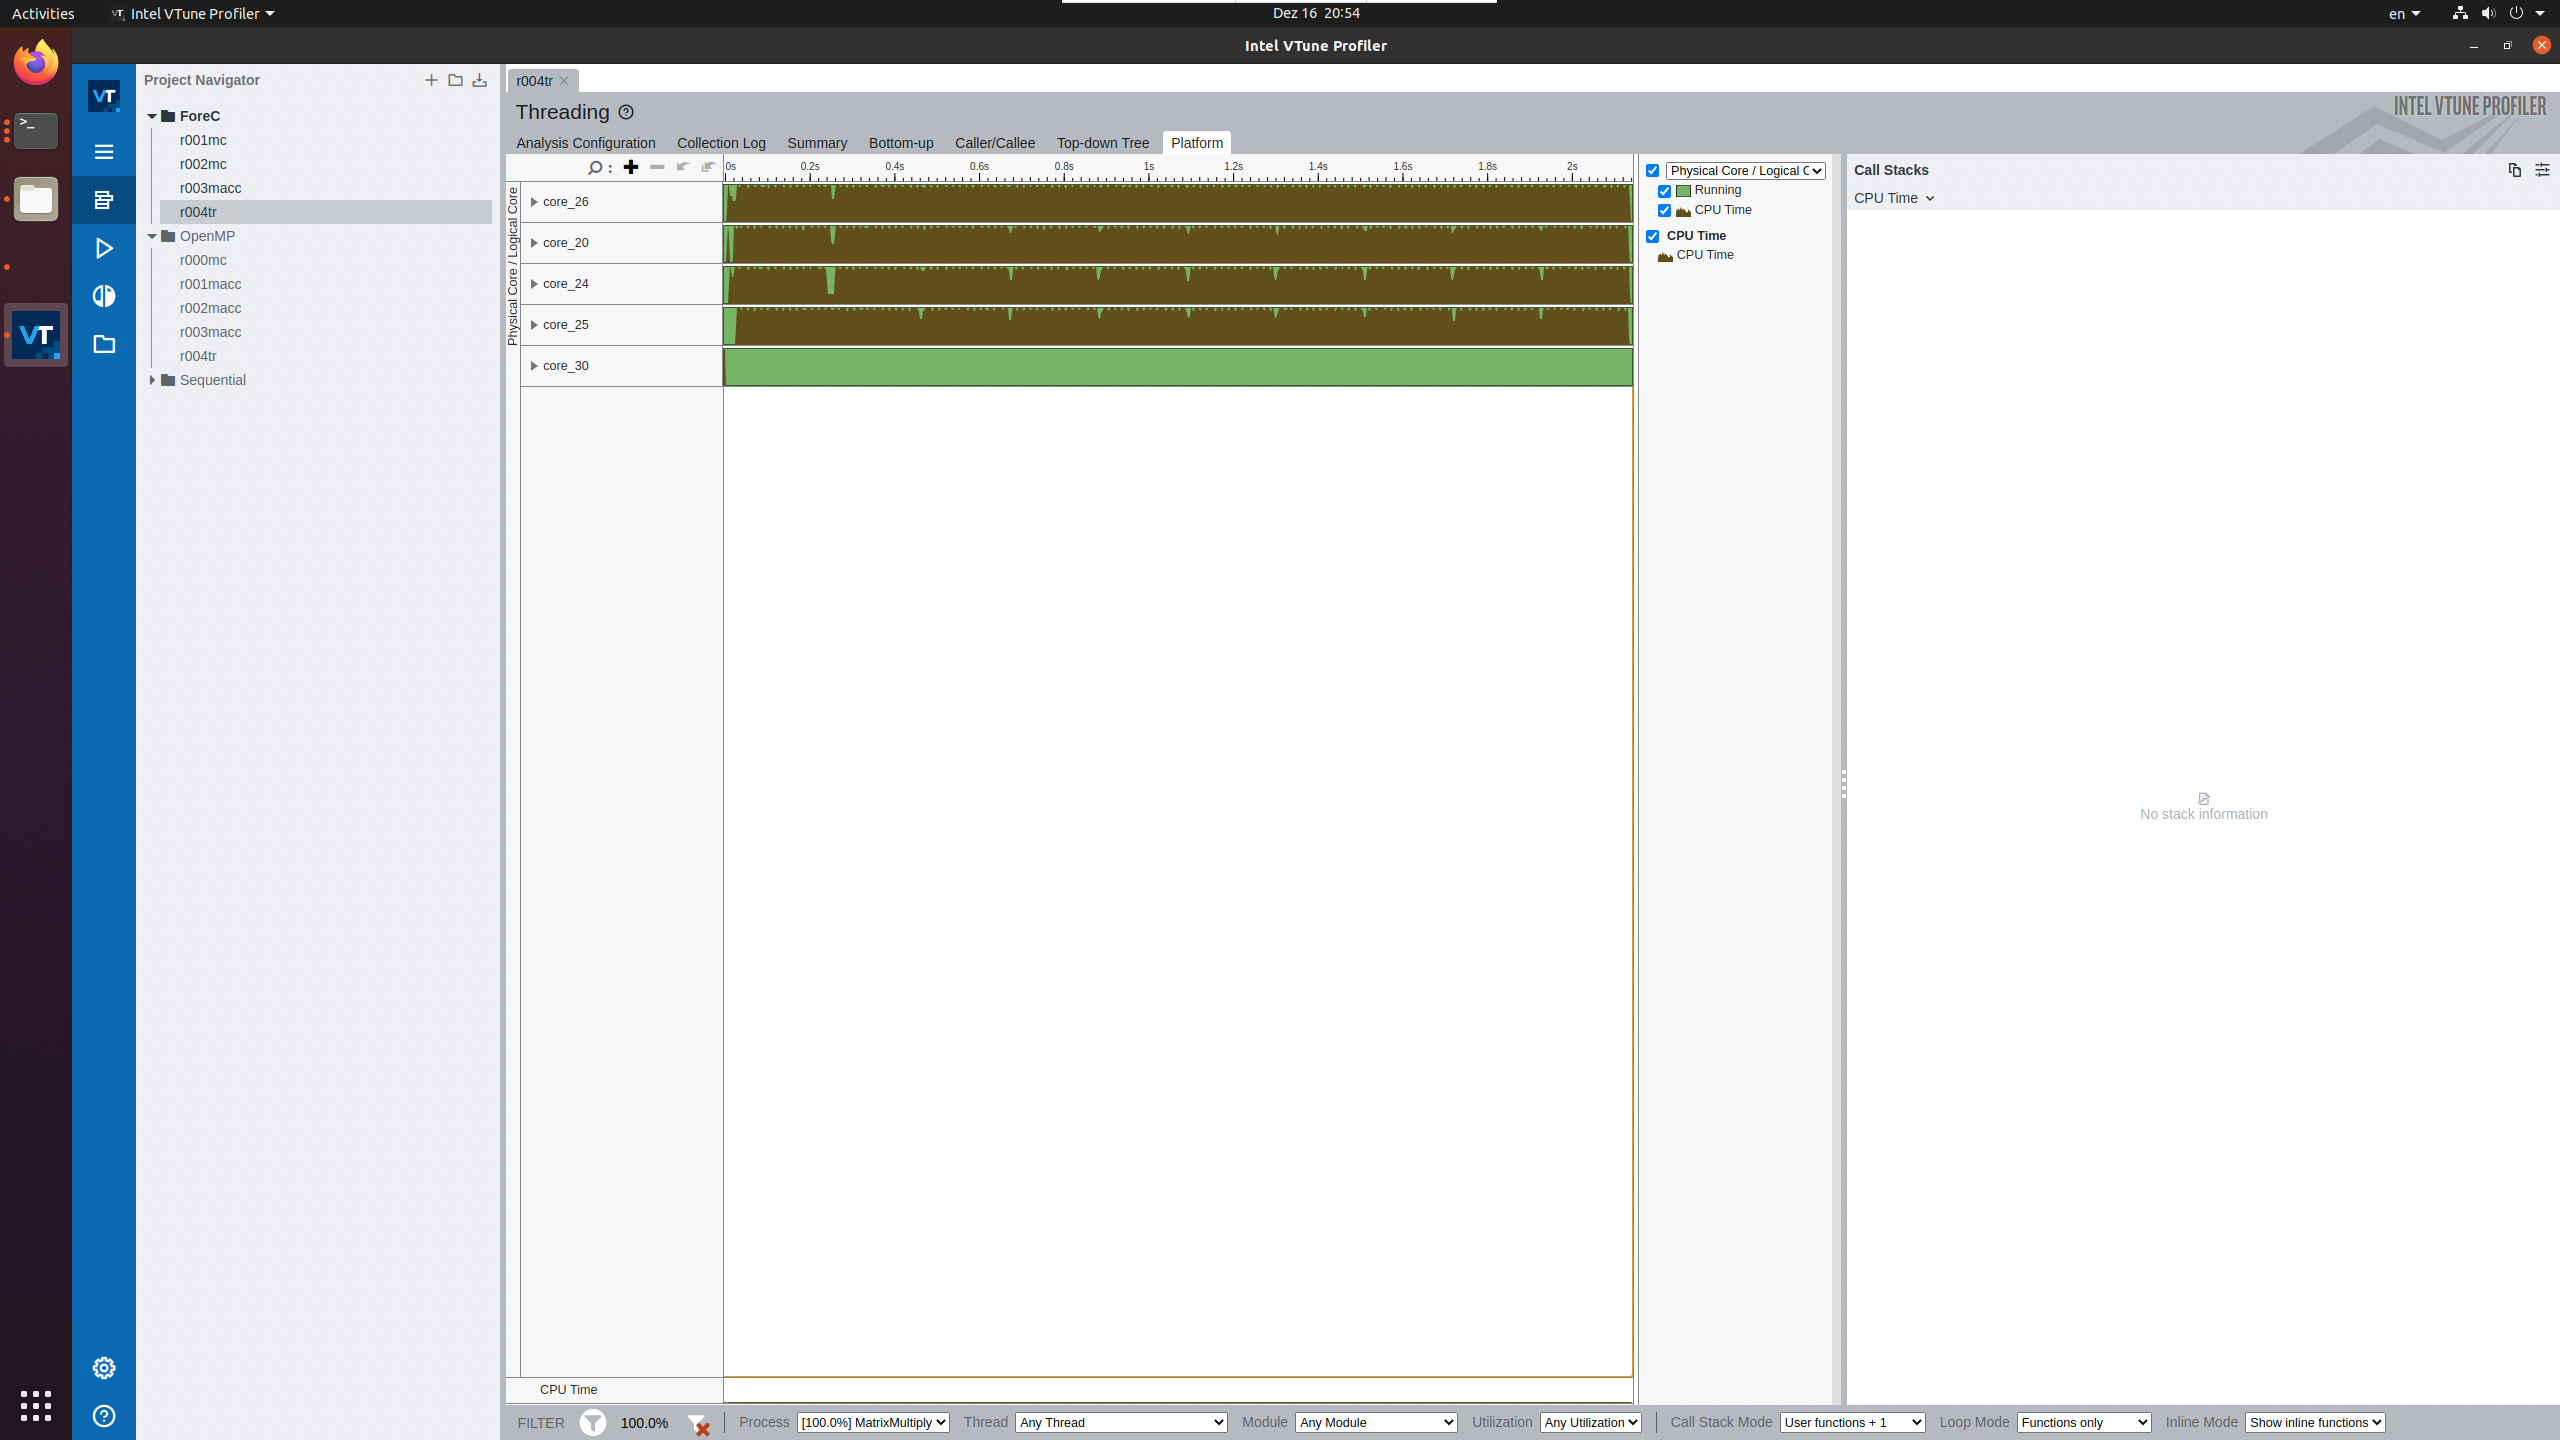 Activities
Intel VTune Profiler
Dez 16 20:54
en
Intel VTune Profiler
Project Navigator
ForeC
r001mc
r002mc
r003macc
r004tr
OpenMP
r000mc
r001macc
r002macc
r003macc
r004tr
Sequential
r004tr
Threading
INTEL VTUNE PROFILER
Analysis Configuration Collection Log Summary Bottom-up Caller/Callee Top-down Tree Platform
0s 0.2s 0.4s 0.6s 0.8s 1s 1.2s 1.4s 1.6s 1.8s 2s
Physical Core / Logical Core
core_26
core_20
core_24
core_25
core_30
CPU Time
Physical Core / Logical C
Running
CPU Time
CPU Time
CPU Time
Call Stacks
CPU Time
No stack information
FILTER 100.0% Process [100.0%] MatrixMultiply Thread Any Thread Module Any Module Utilization Any Utilization Call Stack Mode User functions + 1 Loop Mode Functions only Inline Mode Show inline functions
VT
VT
VT
>_